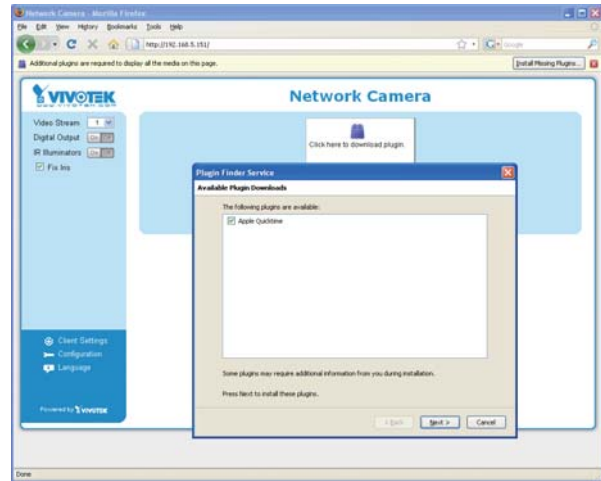 Network Camera - Mozilla Firefox
File Edit View History Bookmarks Tools Help
http://192.168.5.151/
Google
Additional plugins are required to display all the media on this page.
Install Missing Plugins...
VIVOTEK
Network Camera
Video Stream 1
Digital Output
IR Illuminators
Fix Ins
Click here to download plugin.
Plugin Finder Service
Available Plugin Downloads
The following plugins are available:
Apple Quicktime
Some plugins may require additional information from you during installation.
Press Next to install these plugins.
< Back Next > Cancel
Client Settings
Configuration
Language
Powered by VIVOTEK
Done